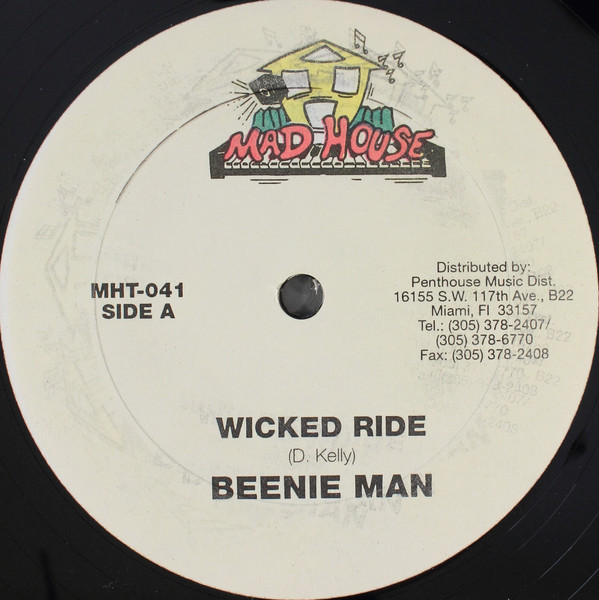 MAD HOUSE
MHT-041
SIDE A
Distributed by:
Penthouse Music Dist.
16155 S.W. 117th Ave., B22
Miami, Fl 33157
Tel.: (305) 378-2407/
(305) 378-6770
Fax: (305) 378-2408
WICKED RIDE
(D. Kelly)
BEENIE MAN